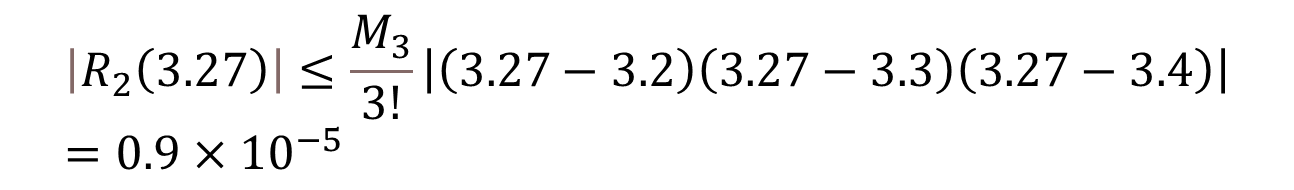 |R₂(3.27)| ≤ M₃/3! |(3.27 − 3.2)(3.27 − 3.3)(3.27 − 3.4)|
= 0.9 × 10⁻⁵